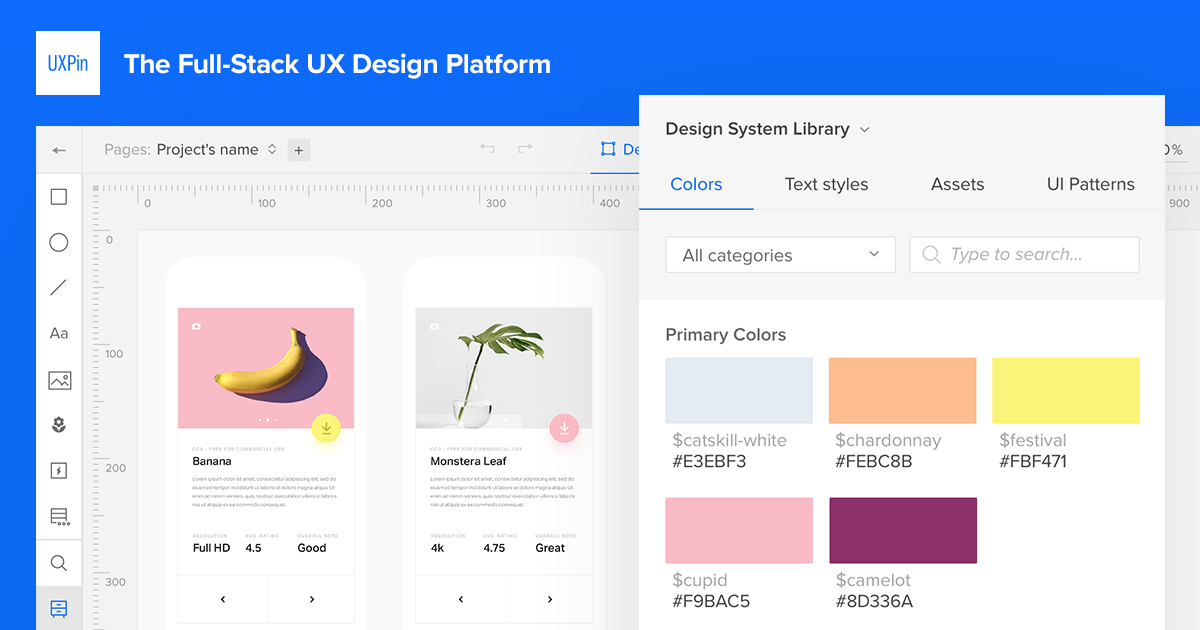 UXPin
The Full-Stack UX Design Platform
Pages: Project's name
+
De
0%
0
100
200
300
400
900
0
100
200
300
Aa
CC0 - FREE FOR COMMERCIAL USE
Banana
Lorem ipsum dolor sit amet, consectetur adipiscing elit, sed do
eiusmod tempor incididunt ut labore et dolore magna aliqua. Ut
enim ad minim veniam, quis nostrud exercitation ullamco laboris
nisi ut aliquip ex ea commodo consequat.
RESOLUTION AVG. RATING OVERALL NOTE
Full HD 4.5 Good
CC0 - FREE FOR COMMERCIAL USE
Monstera Leaf
Lorem ipsum dolor sit amet, consectetur adipiscing elit, sed do
eiusmod tempor incididunt ut labore et dolore magna aliqua. Ut
enim ad minim veniam, quis nostrud exercitation ullamco laboris
nisi ut aliquip ex ea commodo consequat.
RESOLUTION AVG. RATING OVERALL NOTE
4k 4.75 Great
Design System Library
Colors Text styles Assets UI Patterns
All categories Type to search...
Primary Colors
$catskill-white $chardonnay $festival
#E3EBF3 #FEBC8B #FBF471
$cupid $camelot
#F9BAC5 #8D336A